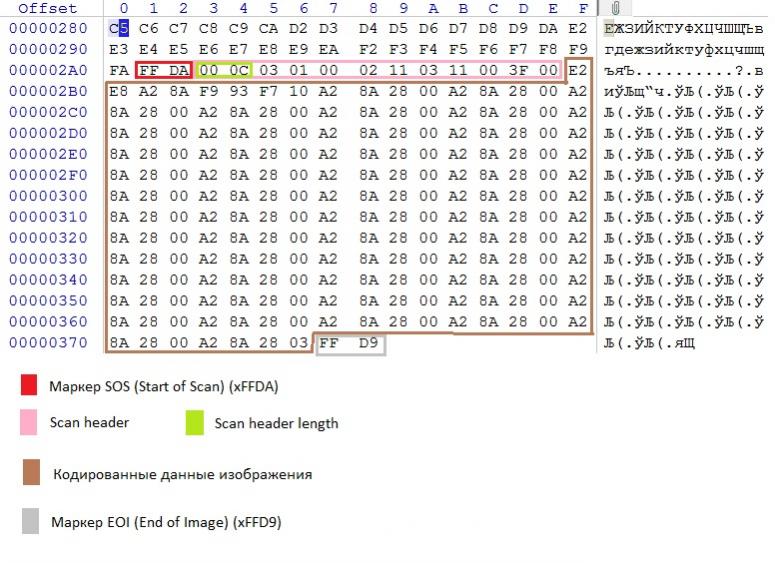 Offset 0 1 2 3 4 5 6 7 8 9 A B C D E F
00000280 C5 C6 C7 C8 C9 CA D2 D3 D4 D5 D6 D7 D8 D9 DA E2 ЕЖЗИЙКТУФХЦЧШЩЪв
00000290 E3 E4 E5 E6 E7 E8 E9 EA F2 F3 F4 F5 F6 F7 F8 F9 гдежзийктуфхцчшщ
000002A0 FA FF DA 00 0C 03 01 00 02 11 03 11 00 3F 00 E2 ъяЪ..........?.в
000002B0 E8 A2 8A F9 93 F7 10 A2 8A 28 00 A2 8A 28 00 A2 иўЉщ“ч.ўЉ(.ўЉ(.ў
000002C0 8A 28 00 A2 8A 28 00 A2 8A 28 00 A2 8A 28 00 A2 Љ(.ўЉ(.ўЉ(.ўЉ(.ў
000002D0 8A 28 00 A2 8A 28 00 A2 8A 28 00 A2 8A 28 00 A2 Љ(.ўЉ(.ўЉ(.ўЉ(.ў
000002E0 8A 28 00 A2 8A 28 00 A2 8A 28 00 A2 8A 28 00 A2 Љ(.ўЉ(.ўЉ(.ўЉ(.ў
000002F0 8A 28 00 A2 8A 28 00 A2 8A 28 00 A2 8A 28 00 A2 Љ(.ўЉ(.ўЉ(.ўЉ(.ў
00000300 8A 28 00 A2 8A 28 00 A2 8A 28 00 A2 8A 28 00 A2 Љ(.ўЉ(.ўЉ(.ўЉ(.ў
00000310 8A 28 00 A2 8A 28 00 A2 8A 28 00 A2 8A 28 00 A2 Љ(.ўЉ(.ўЉ(.ўЉ(.ў
00000320 8A 28 00 A2 8A 28 00 A2 8A 28 00 A2 8A 28 00 A2 Љ(.ўЉ(.ўЉ(.ўЉ(.ў
00000330 8A 28 00 A2 8A 28 00 A2 8A 28 00 A2 8A 28 00 A2 Љ(.ўЉ(.ўЉ(.ўЉ(.ў
00000340 8A 28 00 A2 8A 28 00 A2 8A 28 00 A2 8A 28 00 A2 Љ(.ўЉ(.ўЉ(.ўЉ(.ў
00000350 8A 28 00 A2 8A 28 00 A2 8A 28 00 A2 8A 28 00 A2 Љ(.ўЉ(.ўЉ(.ўЉ(.ў
00000360 8A 28 00 A2 8A 28 00 A2 8A 28 00 A2 8A 28 00 A2 Љ(.ўЉ(.ўЉ(.ўЉ(.ў
00000370 8A 28 00 A2 8A 28 03 FF D9 Љ(.ўЉ(.яЩ
Маркер SOS (Start of Scan) (xFFDA)
Scan header Scan header length
Кодированные данные изображения
Маркер EOI (End of Image) (xFFD9)